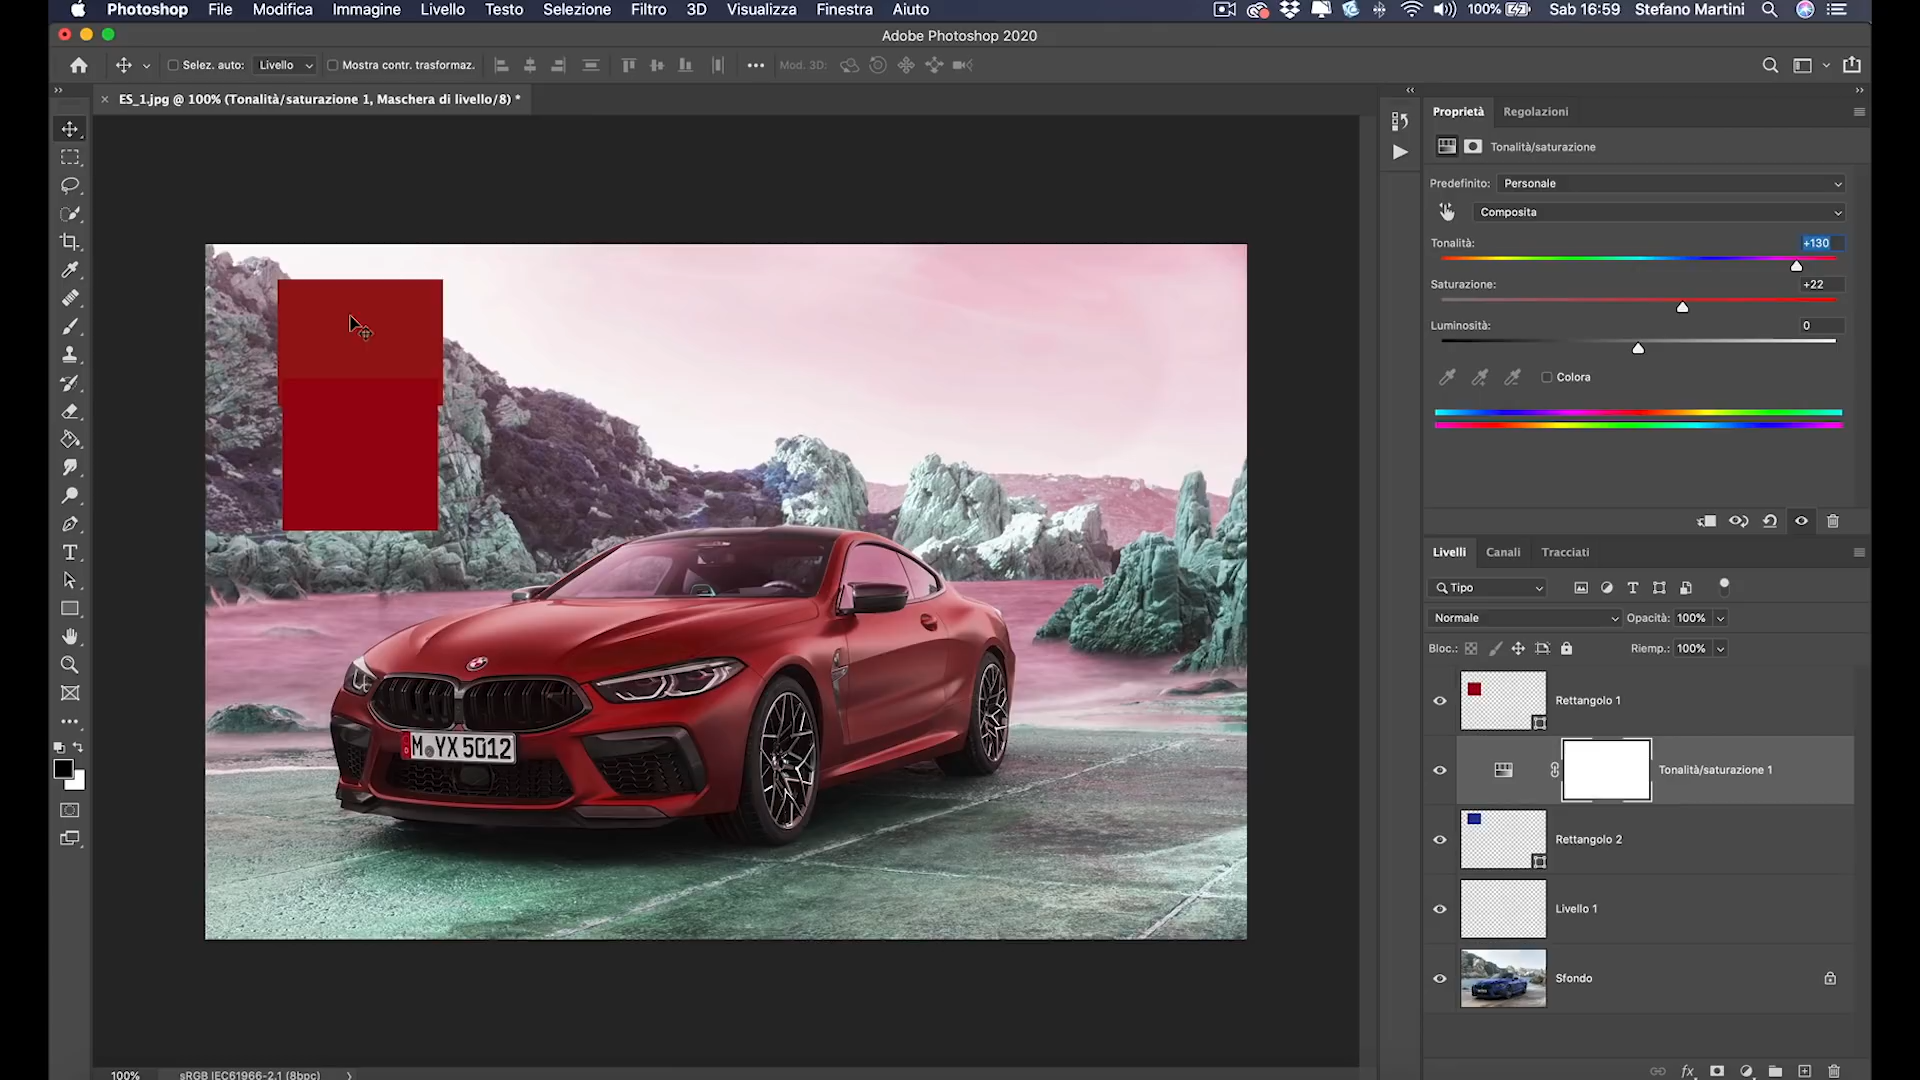 Photoshop File Modifica Immagine Livello Testo Selezione Filtro 3D Visualizza Finestra Aiuto 100% Sab 16:59 Stefano Martini
Adobe Photoshop 2020
Selez. auto: Livello Mostra contr. trasformaz. Mod. 3D:
ES_1.jpg @ 100% (Tonalità/saturazione 1, Maschera di livello/8) *
Proprietà Regolazioni
Tonalità/saturazione
Predefinito: Personale
Composita
Tonalità: +130
Saturazione: +22
Luminosità: 0
Colora
Livelli Canali Tracciati
Tipo
Normale Opacità: 100%
Bloc.: Riemp.: 100%
Rettangolo 1
Tonalità/saturazione 1
Rettangolo 2
Livello 1
Sfondo
M YX 5012
100% sRGB IEC61966-2.1 (8bpc)